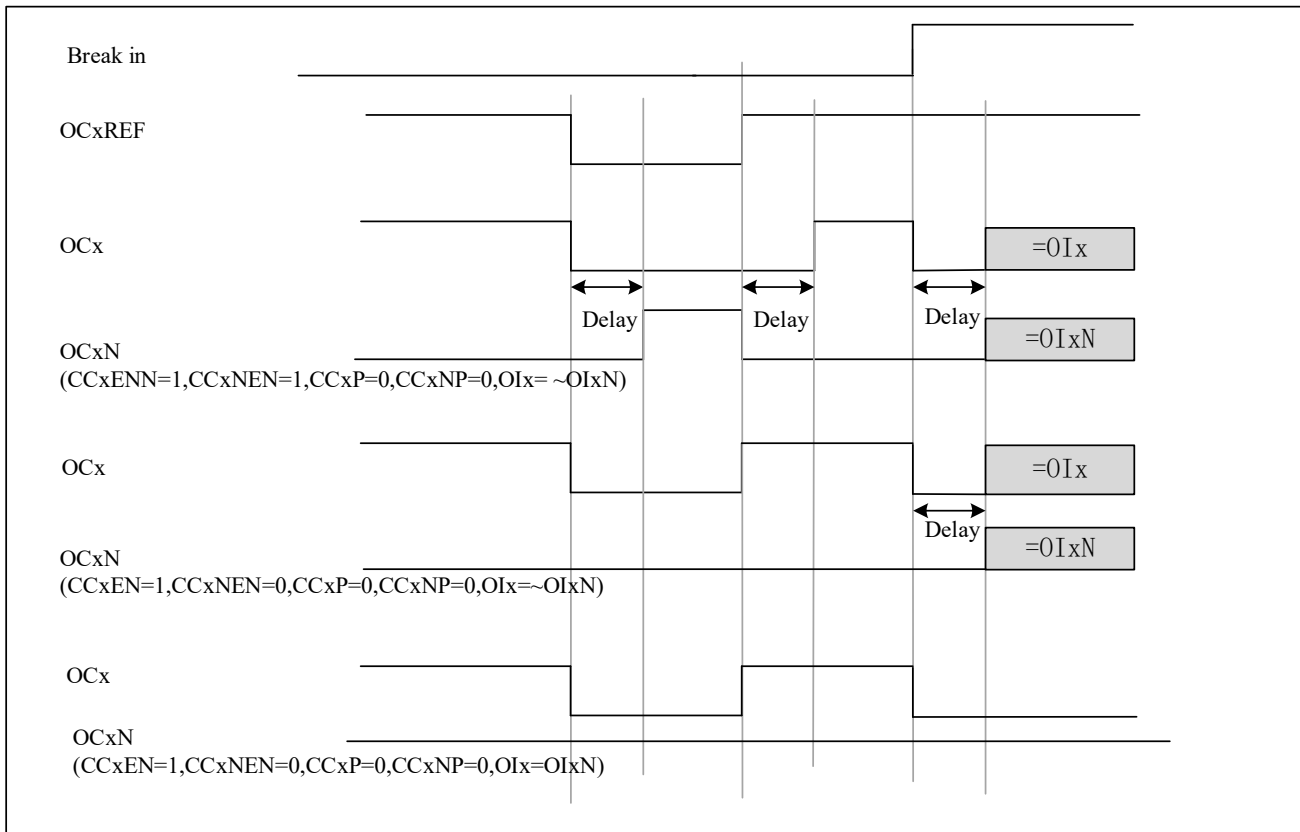 Break in
OCxREF
OCx
=OIx
Delay
Delay
Delay
OCxN
=OIxN
(CCxENN=1,CCxNEN=1,CCxP=0,CCxNP=0,OIx= ~OIxN)
OCx
=OIx
Delay
OCxN
=OIxN
(CCxEN=1,CCxNEN=0,CCxP=0,CCxNP=0,OIx=~OIxN)
OCx
OCxN
(CCxEN=1,CCxNEN=0,CCxP=0,CCxNP=0,OIx=OIxN)